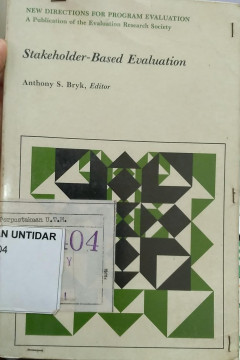 NEW DIRECTIONS FOR PROGRAM EVALUATION
A Publication of the Evaluation Research Society
Stakeholder-Based Evaluation
Anthony S. Bryk, Editor
Perpustakaan U.T.M.
AN UNTIDAR
04
404